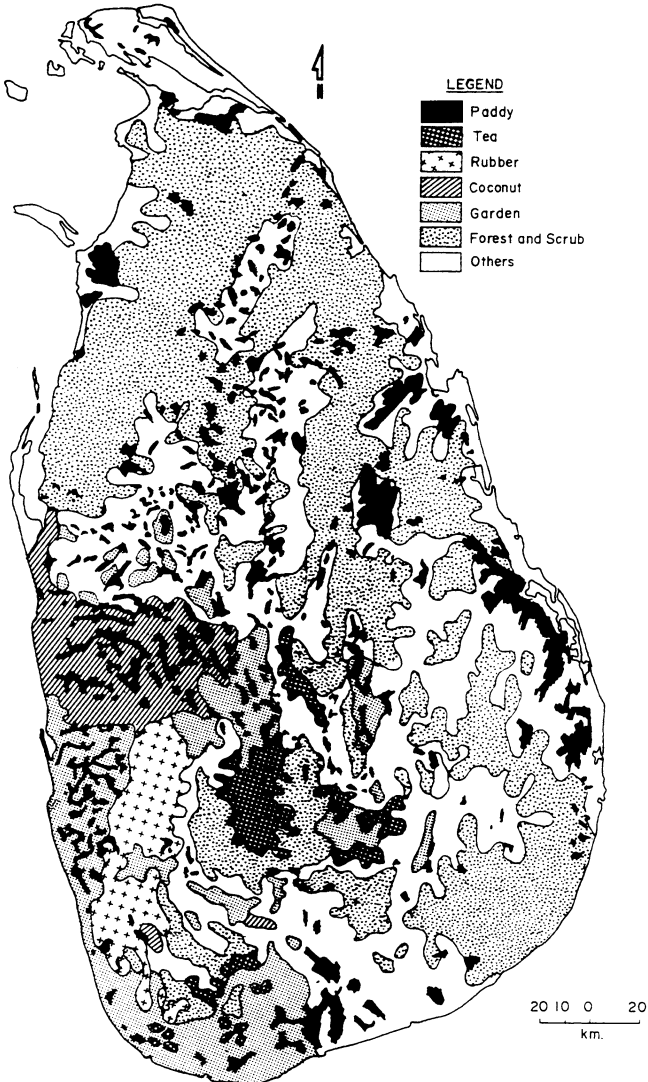 N
LEGEND
Paddy
Tea
Rubber
Coconut
Garden
Forest and Scrub
Others
20 10 0 20
km.